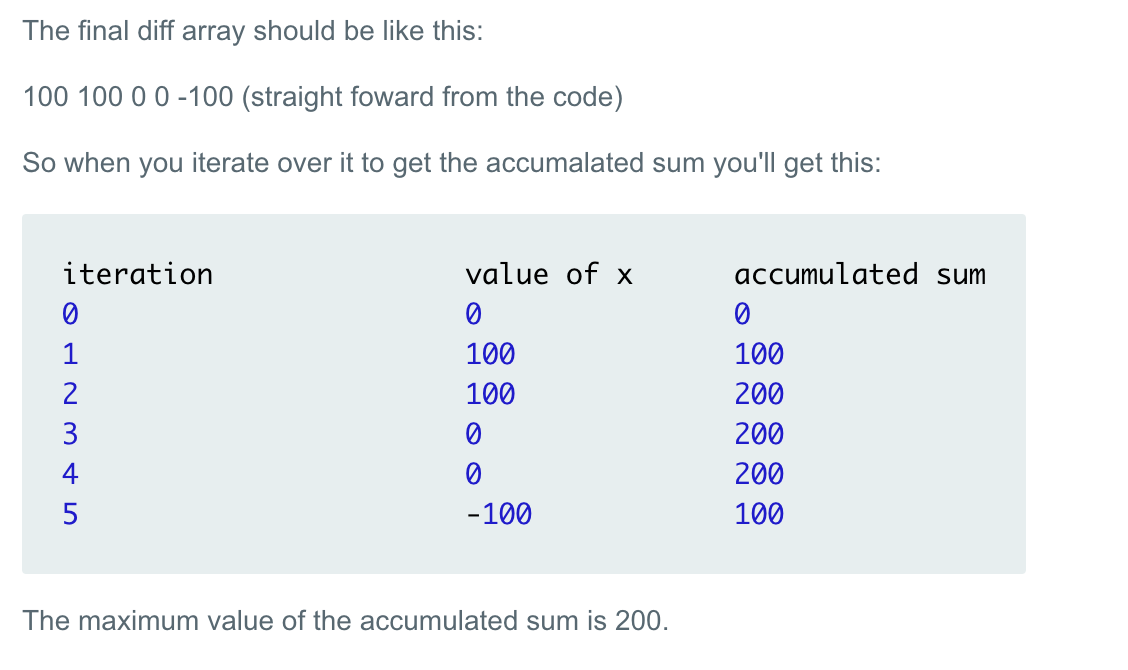 The final diff array should be like this:
100 100 0 0 -100 (straight foward from the code)
So when you iterate over it to get the accumalated sum you'll get this:
iteration value of x accumulated sum
0 0 0
1 100 100
2 100 200
3 0 200
4 0 200
5 -100 100
The maximum value of the accumulated sum is 200.